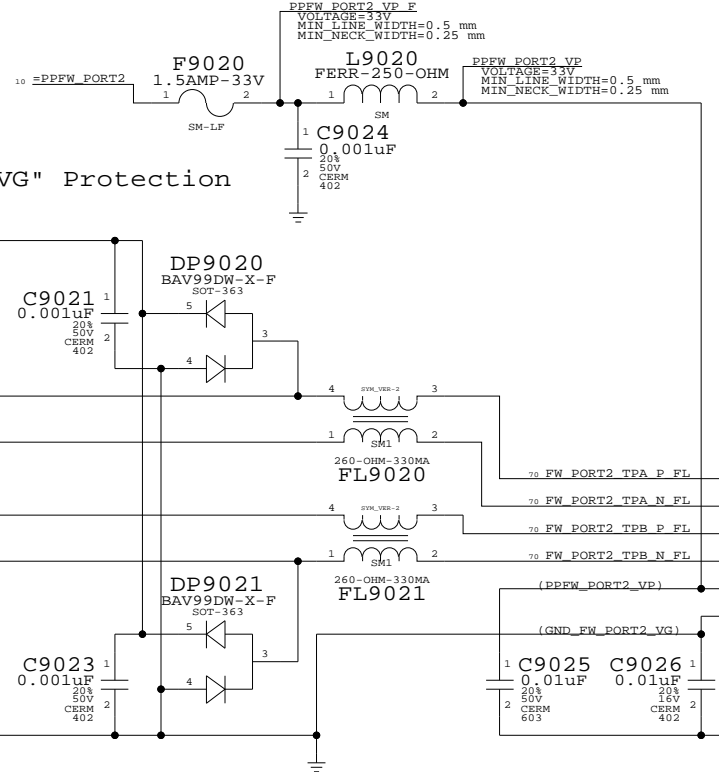 PPFW_PORT2_VP_F
VOLTAGE=33V
MIN_LINE_WIDTH=0.5 mm
MIN_NECK_WIDTH=0.25 mm
F9020
1.5AMP-33V
1 2
SM-LF
10 =PPFW_PORT2
L9020
FERR-250-OHM
1 2
SM
PPFW_PORT2_VP
VOLTAGE=33V
MIN_LINE_WIDTH=0.5 mm
MIN_NECK_WIDTH=0.25 mm
1
C9024
0.001uF
20%
50V
CERM
402
2
VG" Protection
DP9020
BAV99DW-X-F
SOT-363
5
3
4
C9021
0.001uF
20%
50V
CERM
402
1
2
4 SYM_VER-2 3
1 SM1 2
260-OHM-330MA
FL9020
70 FW_PORT2_TPA_P_FL
70 FW_PORT2_TPA_N_FL
4 SYM_VER-2 3
70 FW_PORT2_TPB_P_FL
1 SM1 2
70 FW_PORT2_TPB_N_FL
260-OHM-330MA
FL9021
DP9021
BAV99DW-X-F
SOT-363
5
3
4
(PPFW_PORT2_VP)
(GND_FW_PORT2_VG)
C9023
0.001uF
20%
50V
CERM
402
1
2
1
C9025
0.01uF
20%
50V
CERM
603
2
C9026
0.01uF
20%
16V
CERM
402
1
2